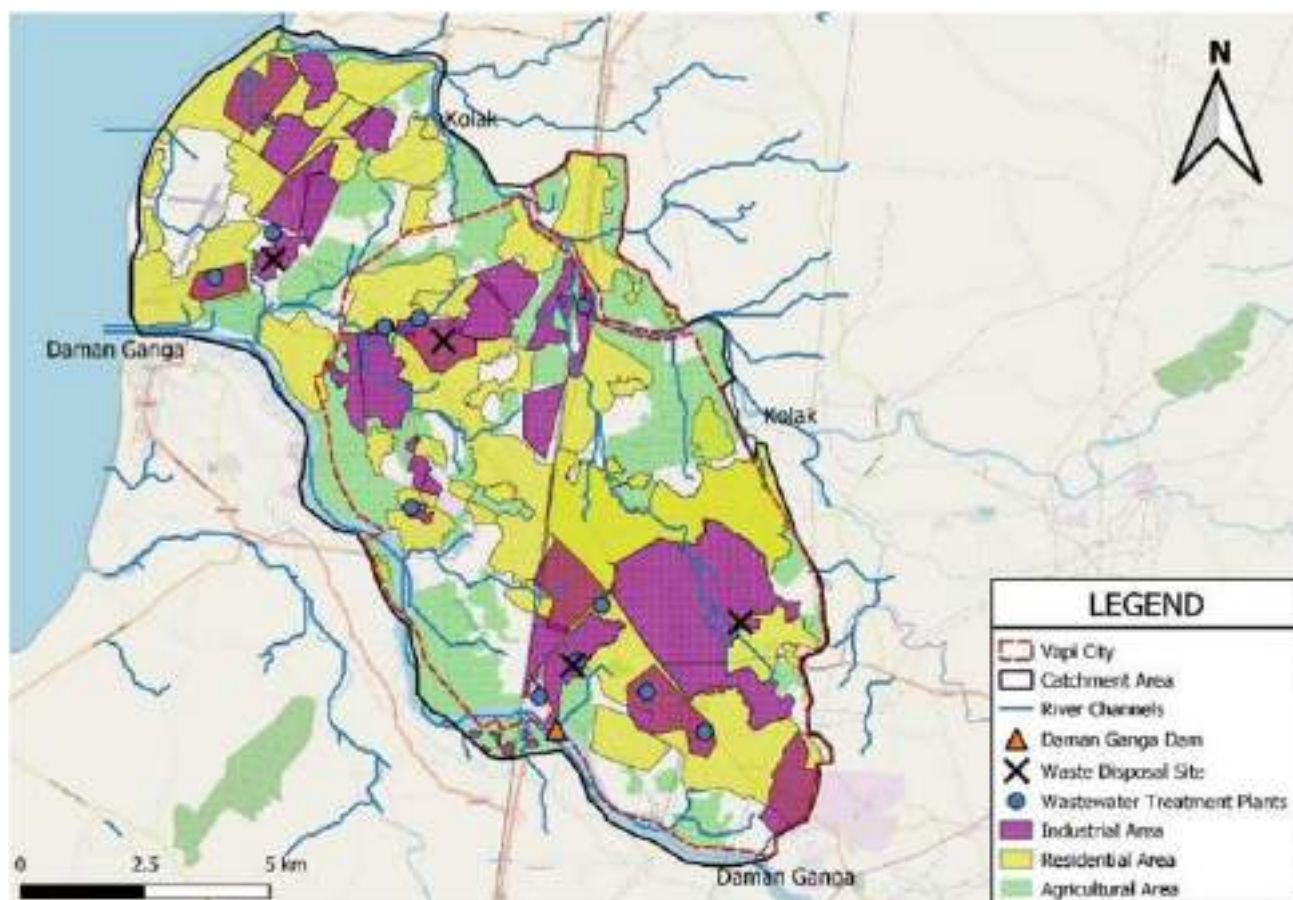 N
Kolak
Daman Ganga
Kolak
LEGEND
Vapi City
Catchment Area
River Channels
Daman Ganga Dam
Waste Disposal Site
Wastewater Treatment Plants
Industrial Area
Residential Area
Agricultural Area
0 2.5 5 km
Daman Ganga